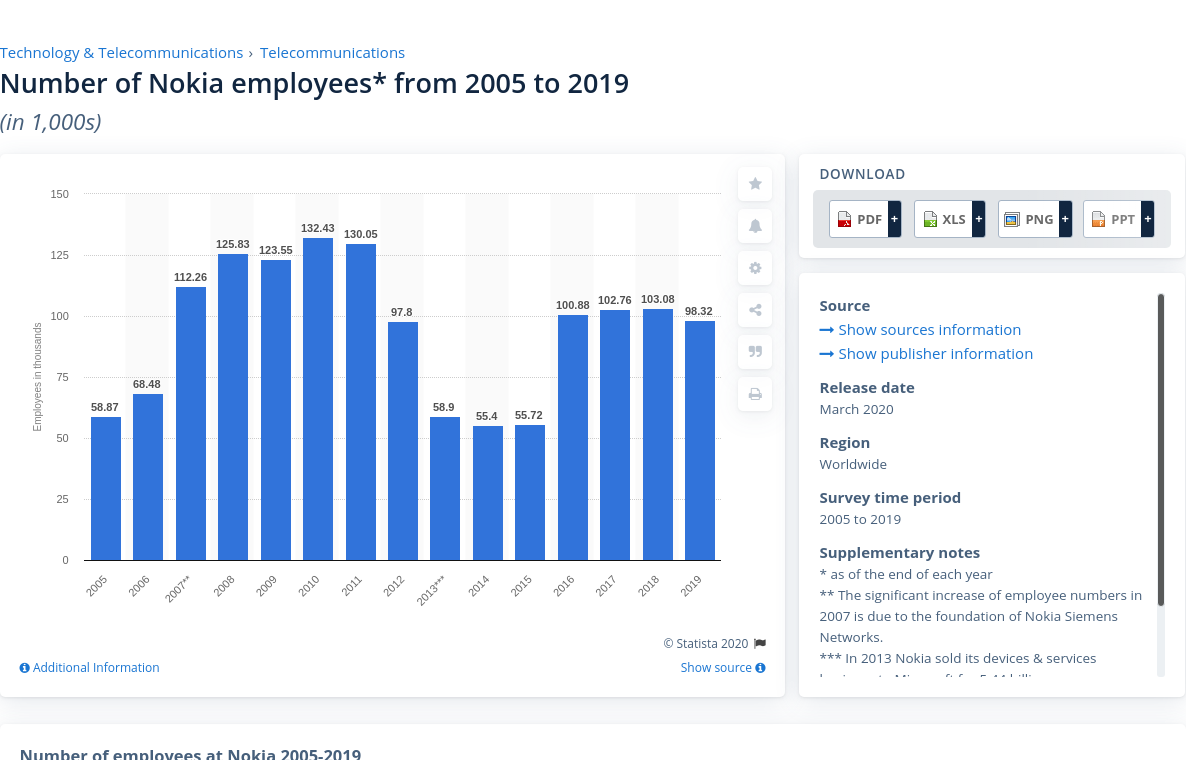 Technology & Telecommunications › Telecommunications
Number of Nokia employees* from 2005 to 2019
(in 1,000s)
150
125
100
75
50
25
0
Employees in thousands
58.87
68.48
112.26
125.83
123.55
132.43
130.05
97.8
58.9
55.4
55.72
100.88
102.76
103.08
98.32
2005
2006
2007**
2008
2009
2010
2011
2012
2013***
2014
2015
2016
2017
2018
2019
© Statista 2020
Additional Information
Show source
DOWNLOAD
PDF + XLS + PNG + PPT +
Source
Show sources information
Show publisher information
Release date
March 2020
Region
Worldwide
Survey time period
2005 to 2019
Supplementary notes
* as of the end of each year
** The significant increase of employee numbers in
2007 is due to the foundation of Nokia Siemens
Networks.
*** In 2013 Nokia sold its devices & services
Number of employees at Nokia 2005-2019